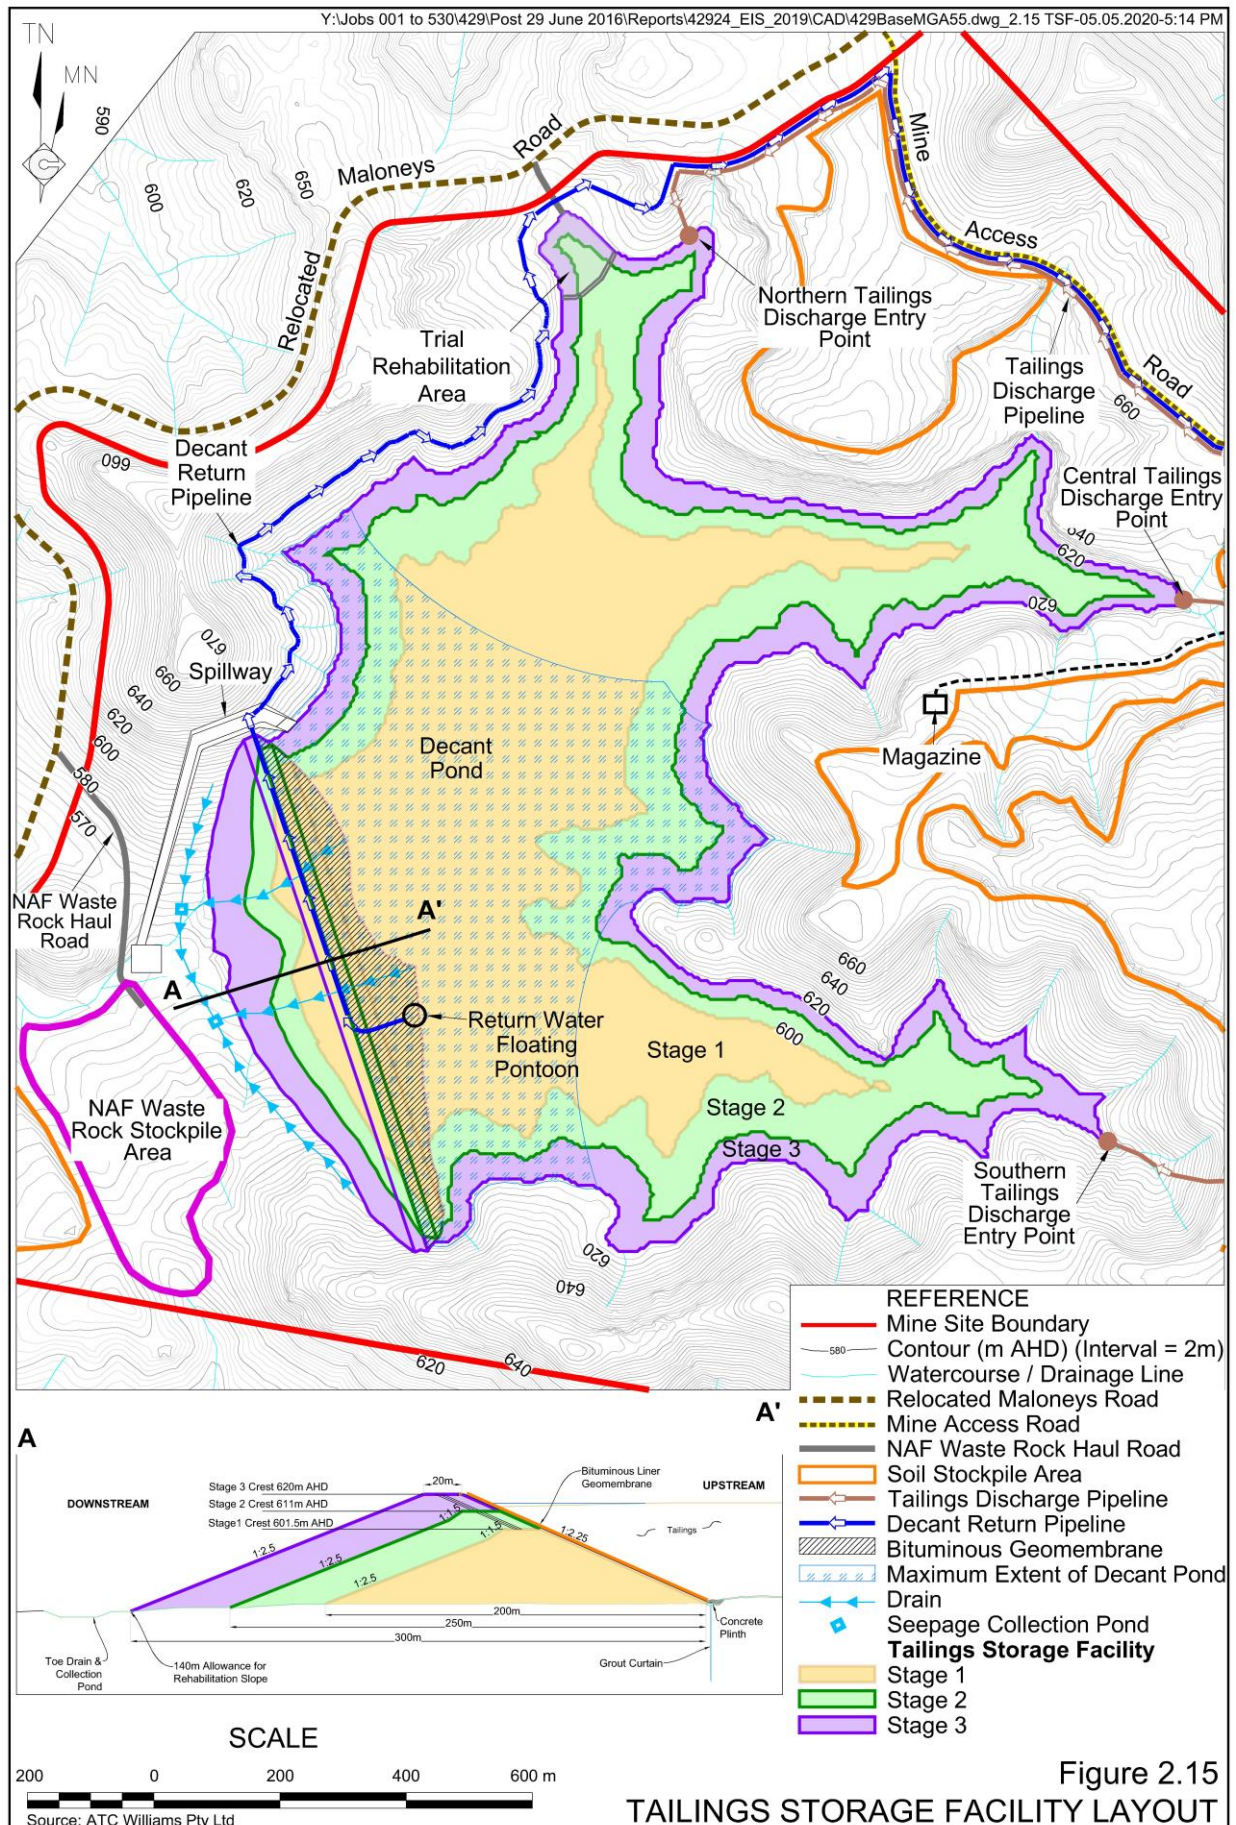 Y:\Jobs 001 to 530\429\Post 29 June 2016\Reports\42924_EIS_2019\CAD\429BaseMGA55.dwg_2.15 TSF-05.05.2020-5:14 PM
TN
MN
590
600
620
650
Maloneys
Road
Relocated
Mine
Access
Road
Northern Tailings
Discharge Entry
Point
Trial
Rehabilitation
Area
Tailings
Discharge
Pipeline
660
Decant
Return
Pipeline
660
Central Tailings
Discharge Entry
Point
640
620
620
670
Spillway
660
640
620
600
580
570
Decant
Pond
Magazine
NAF Waste
Rock Haul
Road
A'
A
660
640
620
600
Return Water
Floating
Pontoon
Stage 1
Stage 2
Stage 3
NAF Waste
Rock Stockpile
Area
Southern
Tailings
Discharge
Entry Point
620
640
620
640
REFERENCE
Mine Site Boundary
580
Contour (m AHD) (Interval = 2m)
Watercourse / Drainage Line
Relocated Maloneys Road
Mine Access Road
NAF Waste Rock Haul Road
Soil Stockpile Area
Tailings Discharge Pipeline
Decant Return Pipeline
Bituminous Geomembrane
Maximum Extent of Decant Pond
Drain
Seepage Collection Pond
Tailings Storage Facility
Stage 1
Stage 2
Stage 3
A
A'
DOWNSTREAM
UPSTREAM
Stage 3 Crest 620m AHD
Stage 2 Crest 611m AHD
Stage1 Crest 601.5m AHD
20m
Bituminous Liner
Geomembrane
1:1.5
1:1.5
1:2.25
Tailings
1:2.5
1:2.5
1:2.5
200m
250m
300m
Concrete
Plinth
Grout Curtain
Toe Drain &
Collection
Pond
140m Allowance for
Rehabilitation Slope
SCALE
200 0 200 400 600 m
Source: ATC Williams Pty Ltd
Figure 2.15
TAILINGS STORAGE FACILITY LAYOUT